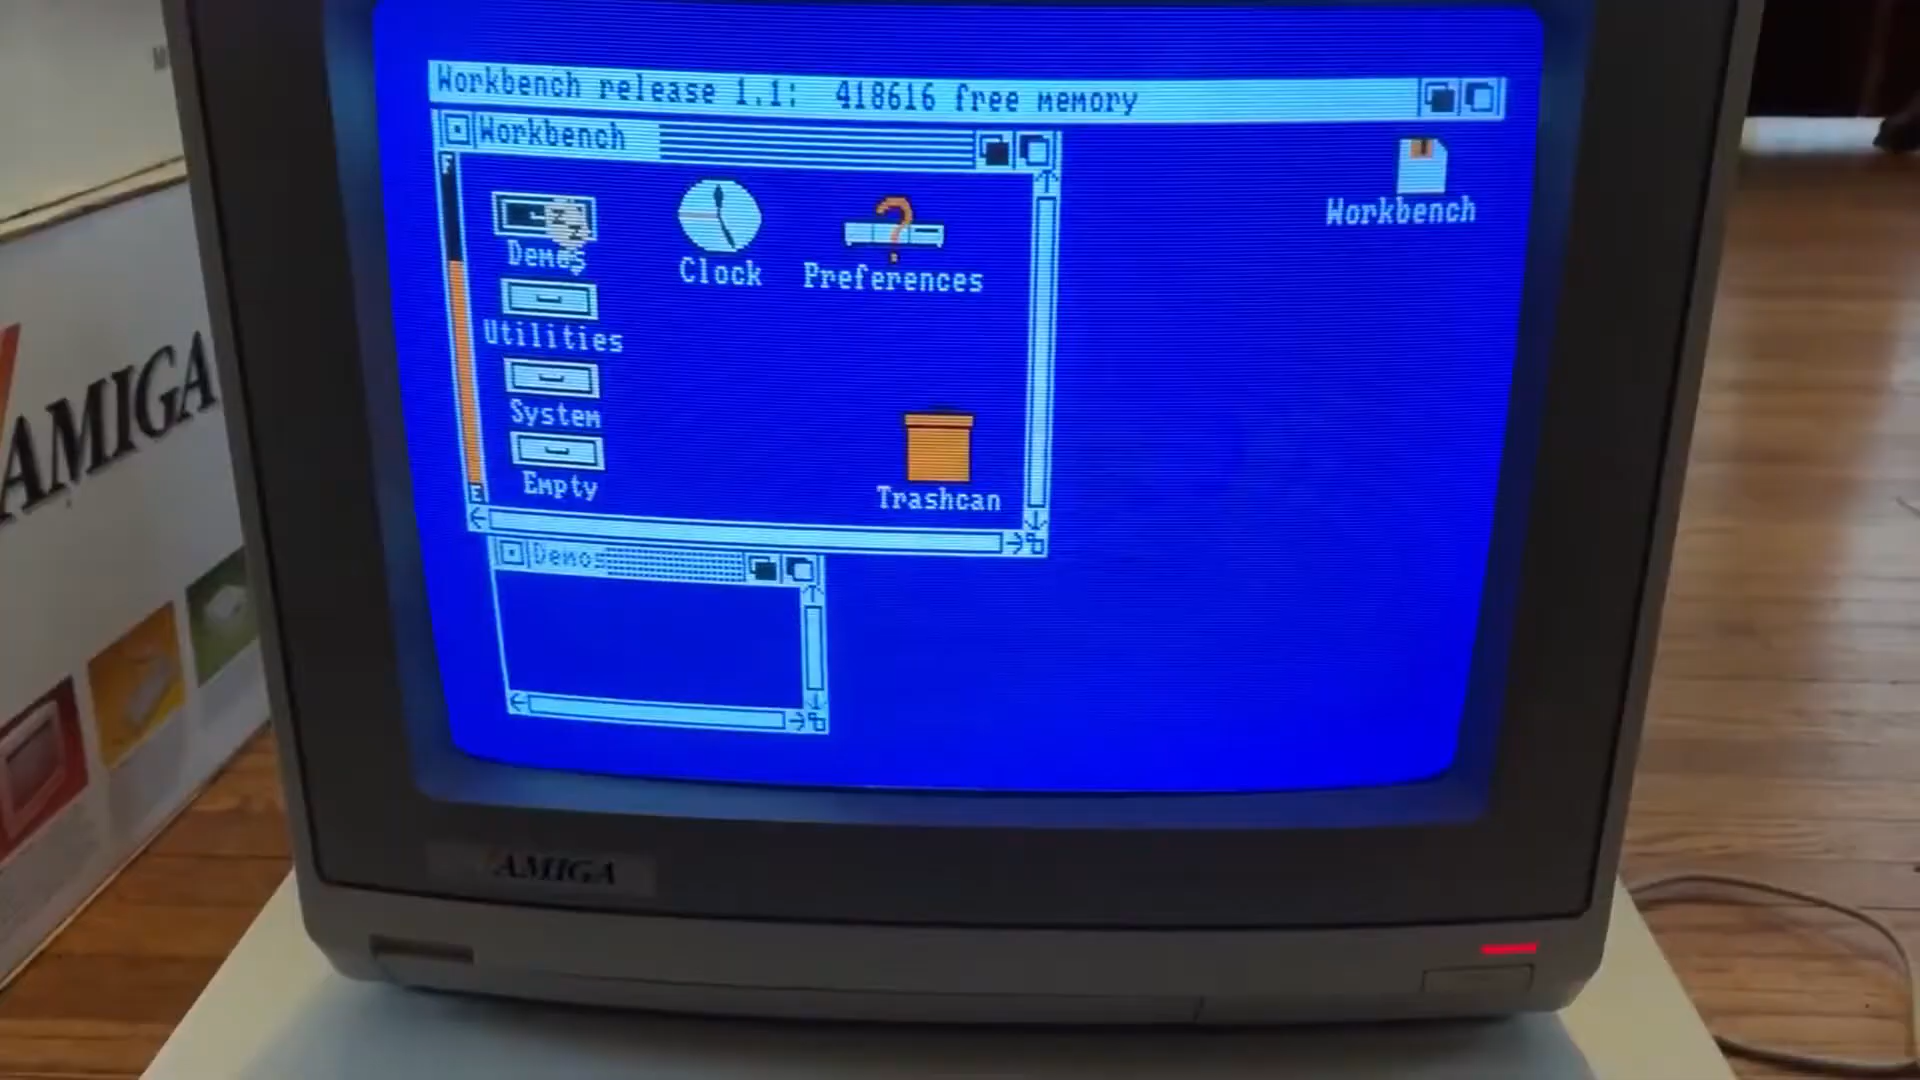 Workbench release 1.1: 418616 free memory
Workbench
F
Demos
Clock
Preferences
Workbench
Utilities
System
Empty
Trashcan
E
Demos
AMIGA
AMIGA